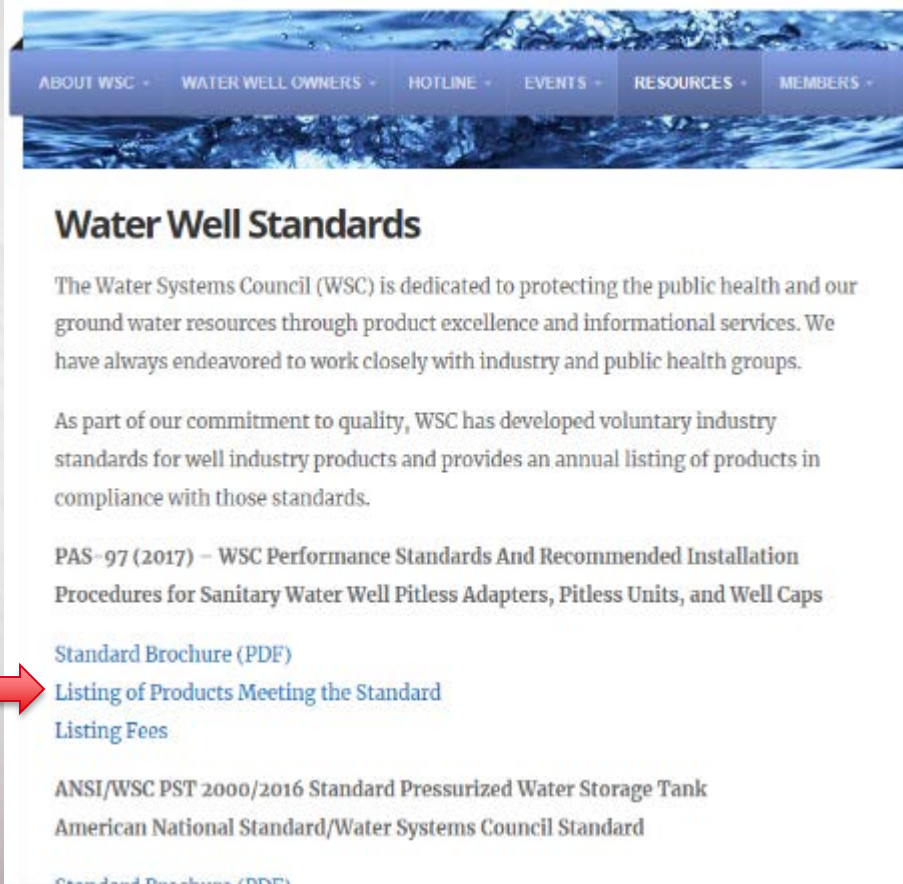 ABOUT WSC WATER WELL OWNERS HOTLINE EVENTS RESOURCES MEMBERS
Water Well Standards
The Water Systems Council (WSC) is dedicated to protecting the public health and our
ground water resources through product excellence and informational services. We
have always endeavored to work closely with industry and public health groups.
As part of our commitment to quality, WSC has developed voluntary industry
standards for well industry products and provides an annual listing of products in
compliance with those standards.
PAS-97 (2017) – WSC Performance Standards And Recommended Installation
Procedures for Sanitary Water Well Pitless Adapters, Pitless Units, and Well Caps
Standard Brochure (PDF)
Listing of Products Meeting the Standard
Listing Fees
ANSI/WSC PST 2000/2016 Standard Pressurized Water Storage Tank
American National Standard/Water Systems Council Standard
Standard Brochure (PDF)